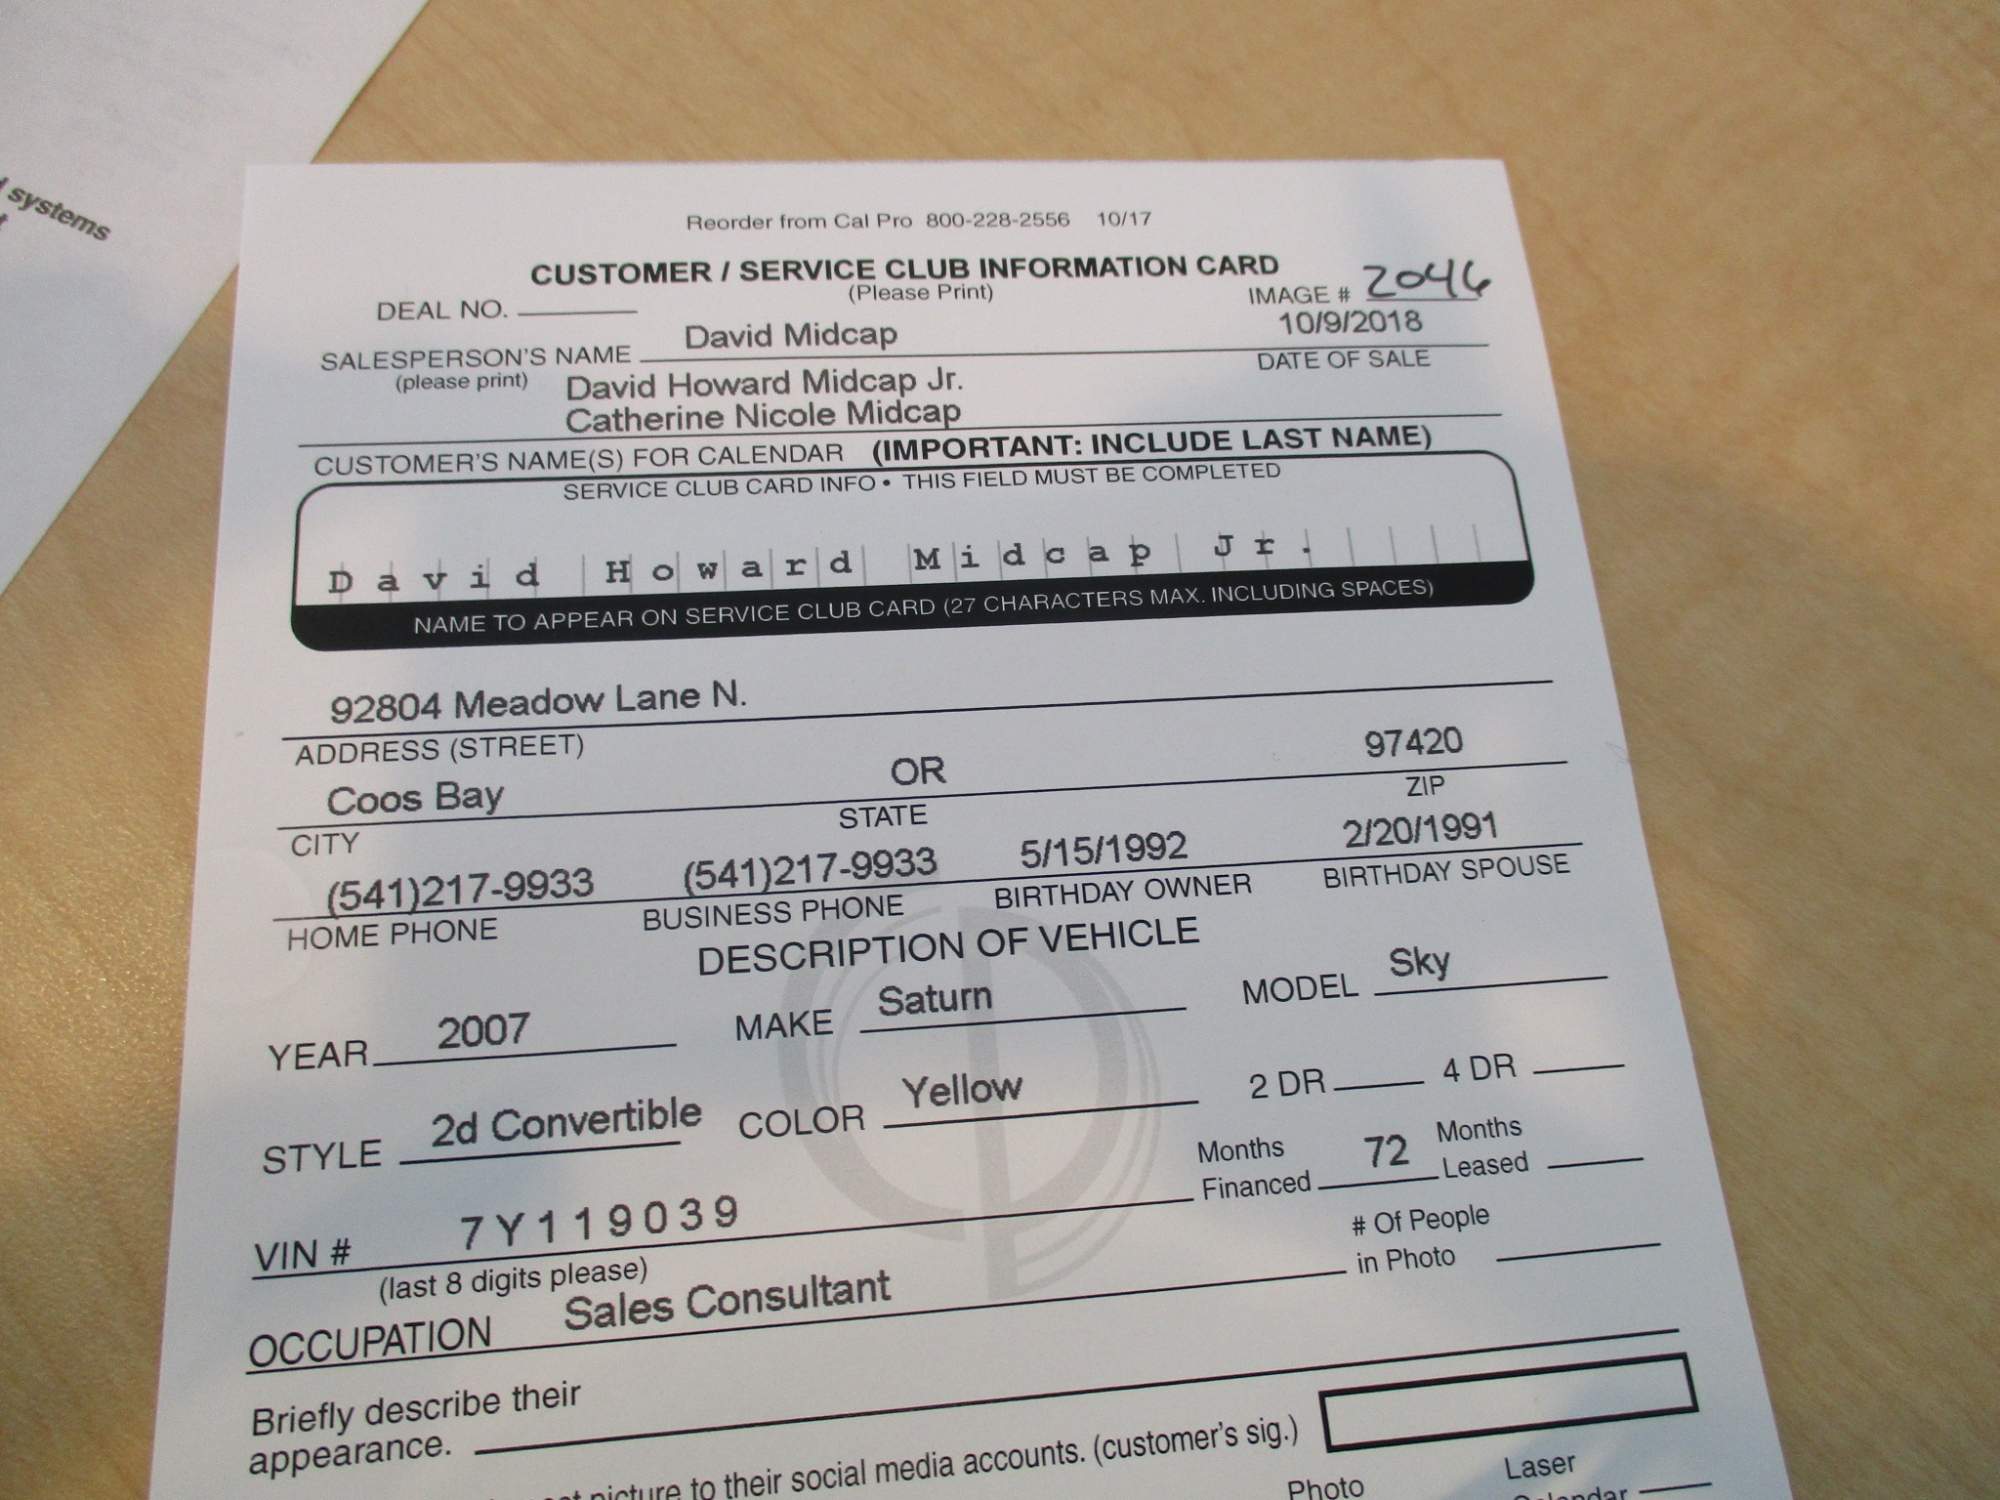 systems
Reorder from Cal Pro 800-228-2556 10/17
CUSTOMER / SERVICE CLUB INFORMATION CARD
(Please Print)
DEAL NO. IMAGE # 2046
David Midcap 10/9/2018
SALESPERSON'S NAME DATE OF SALE
(please print) David Howard Midcap Jr.
Catherine Nicole Midcap
CUSTOMER'S NAME(S) FOR CALENDAR (IMPORTANT: INCLUDE LAST NAME)
SERVICE CLUB CARD INFO • THIS FIELD MUST BE COMPLETED
David Howard Midcap Jr.
NAME TO APPEAR ON SERVICE CLUB CARD (27 CHARACTERS MAX. INCLUDING SPACES)
92804 Meadow Lane N.
ADDRESS (STREET)
Coos Bay OR 97420
CITY STATE ZIP
(541)217-9933 (541)217-9933 5/15/1992 2/20/1991
HOME PHONE BUSINESS PHONE BIRTHDAY OWNER BIRTHDAY SPOUSE
DESCRIPTION OF VEHICLE
YEAR 2007 MAKE Saturn MODEL Sky
STYLE 2d Convertible COLOR Yellow 2 DR 4 DR
Months Financed 72 Months Leased
VIN # 7Y119039
(last 8 digits please)
# Of People in Photo
OCCUPATION Sales Consultant
Briefly describe their
appearance.
picture to their social media accounts. (customer's sig.)
Photo Laser